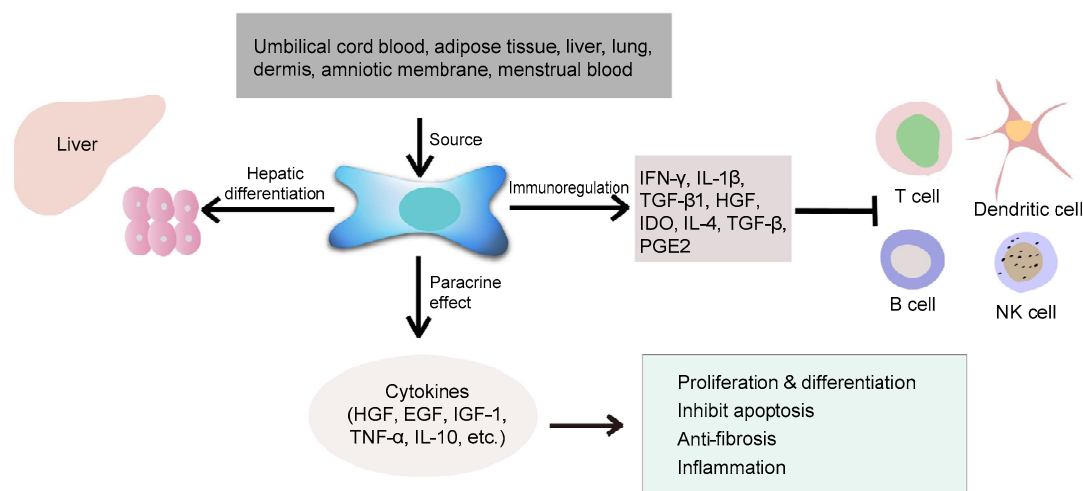 Umbilical cord blood, adipose tissue, liver, lung,
dermis, amniotic membrane, menstrual blood
Liver
Source
Hepatic
differentiation
Immunoregulation
IFN-γ, IL-1β,
TGF-β1, HGF,
IDO, IL-4, TGF-β,
PGE2
T cell
Dendritic cell
B cell
NK cell
Paracrine
effect
Cytokines
(HGF, EGF, IGF-1,
TNF-α, IL-10, etc.)
Proliferation & differentiation
Inhibit apoptosis
Anti-fibrosis
Inflammation